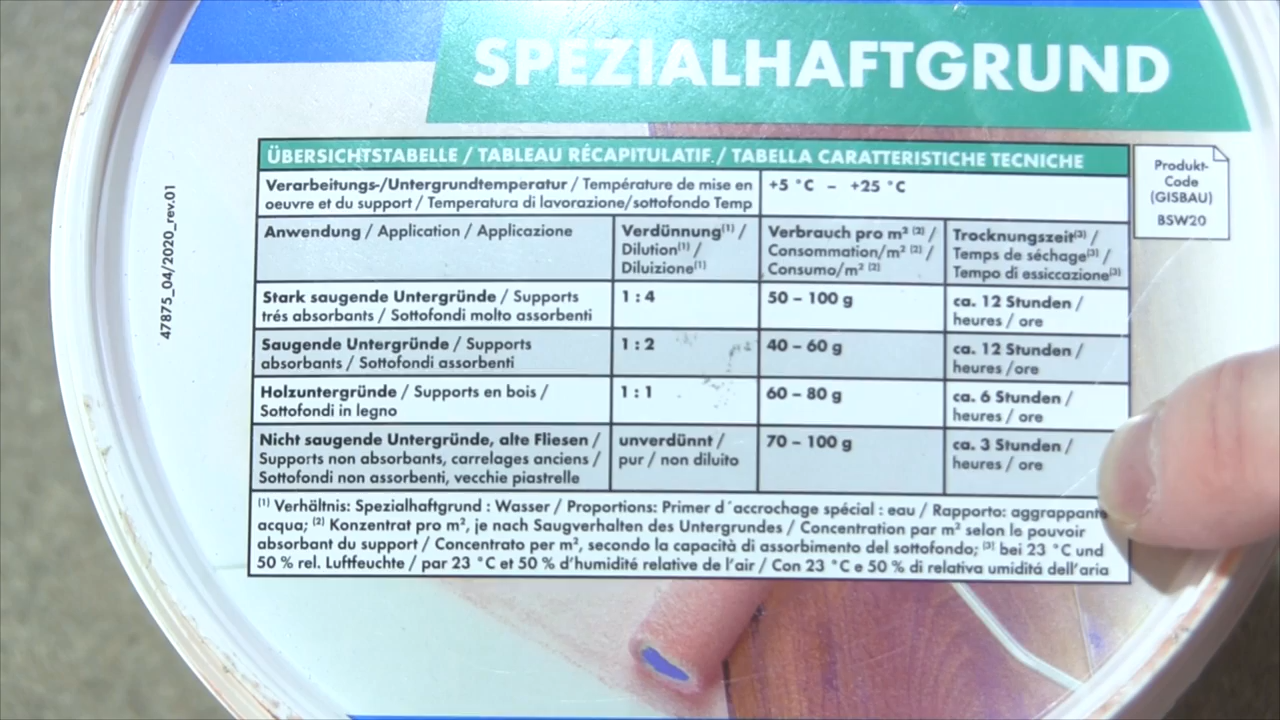 SPEZIALHAFTGRUND
ÜBERSICHTSTABELLE / TABLEAU RÉCAPITULATIF./ TABELLA CARATTERISTICHE TECNICHE
Verarbeitungs-/Untergrundtemperatur / Température de mise en
oeuvre et du support / Temperatura di lavorazione/sottofondo Temp
+5 °C – +25 °C
Anwendung / Application / Applicazione
Verdünnung⁽¹⁾ /
Dilution⁽¹⁾ /
Diluizione⁽¹⁾
Verbrauch pro m² ⁽²⁾ /
Consommation/m² ⁽²⁾ /
Consumo/m² ⁽²⁾
Trocknungszeit⁽³⁾ /
Temps de séchage⁽³⁾ /
Tempo di essiccazione⁽³⁾
Stark saugende Untergründe / Supports
trés absorbants / Sottofondi molto assorbenti
1 : 4
50 – 100 g
ca. 12 Stunden /
heures / ore
Saugende Untergründe / Supports
absorbants / Sottofondi assorbenti
1 : 2
40 – 60 g
ca. 12 Stunden /
heures /ore
Holzuntergründe / Supports en bois /
Sottofondi in legno
1 : 1
60 – 80 g
ca. 6 Stunden /
heures / ore
Nicht saugende Untergründe, alte Fliesen /
Supports non absorbants, carrelages anciens /
Sottofondi non assorbenti, vecchie piastrelle
unverdünnt /
pur / non diluito
70 – 100 g
ca. 3 Stunden /
heures / ore
⁽¹⁾ Verhältnis: Spezialhaftgrund : Wasser / Proportions: Primer d´accrochage spécial : eau / Rapporto: aggrappante
acqua; ⁽²⁾ Konzentrat pro m², je nach Saugverhalten des Untergrundes / Concentration par m² selon le pouvoir
absorbant du support / Concentrato per m², secondo la capacità di assorbimento del sottofondo; ⁽³⁾ bei 23 °C und
50 % rel. Luftfeuchte / par 23 °C et 50 % d'humidité relative de l'air / Con 23 °C e 50 % di relativa umiditá dell'aria
Produkt-
Code
(GISBAU)
BSW20
47875_04/2020_rev.01